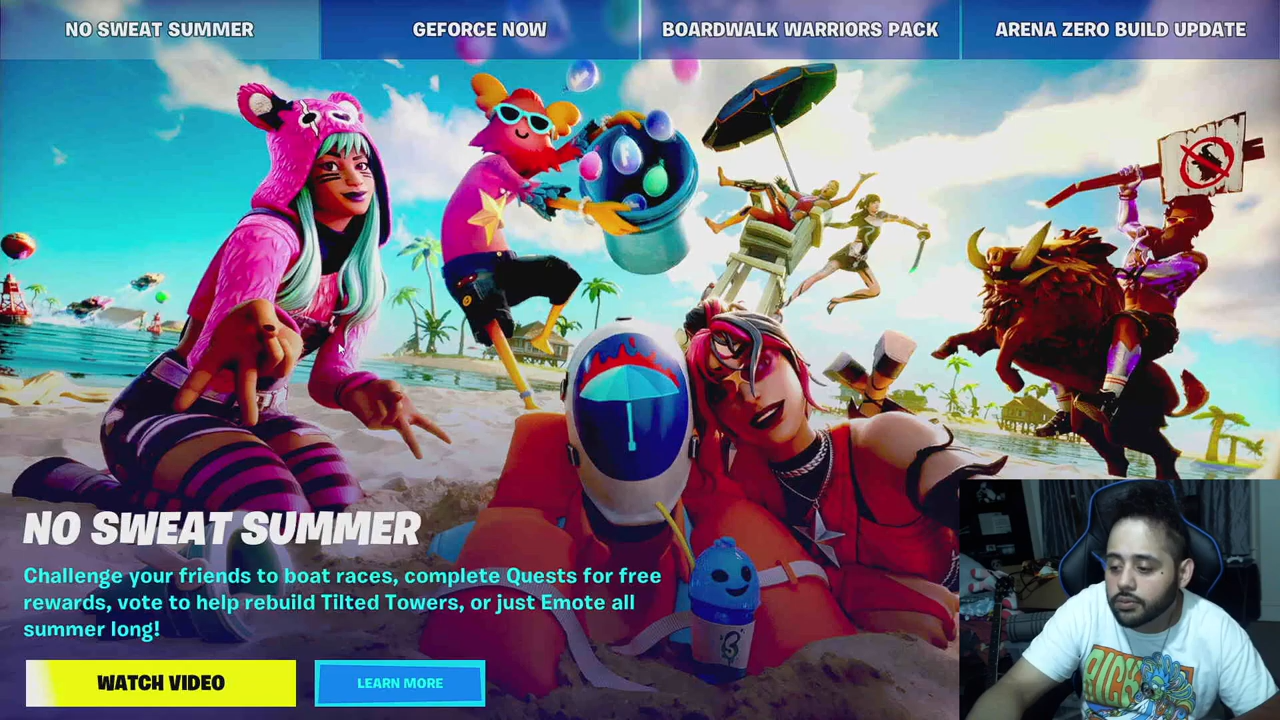 NO SWEAT SUMMER
GEFORCE NOW
BOARDWALK WARRIORS PACK
ARENA ZERO BUILD UPDATE
NO SWEAT SUMMER
Challenge your friends to boat races, complete Quests for free
rewards, vote to help rebuild Tilted Towers, or just Emote all
summer long!
WATCH VIDEO
LEARN MORE